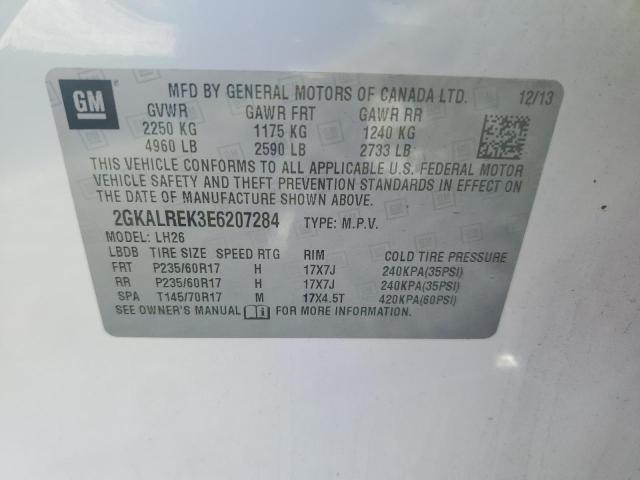 GM
MFD BY GENERAL MOTORS OF CANADA LTD. 12/13
GVWR GAWR FRT GAWR RR
2250 KG 1175 KG 1240 KG
4960 LB 2590 LB 2733 LB
THIS VEHICLE CONFORMS TO ALL APPLICABLE U.S. FEDERAL MOTOR
VEHICLE SAFETY AND THEFT PREVENTION STANDARDS IN EFFECT ON
THE DATE OF MANUFACTURE SHOWN ABOVE.
2GKALREK3E6207284 TYPE: M.P.V.
MODEL: LH26
LBDB TIRE SIZE SPEED RTG RIM COLD TIRE PRESSURE
FRT P235/60R17 H 17X7J 240KPA(35PSI)
RR P235/60R17 H 17X7J 240KPA(35PSI)
SPA T145/70R17 M 17X4.5T 420KPA(60PSI)
SEE OWNER'S MANUAL FOR MORE INFORMATION.